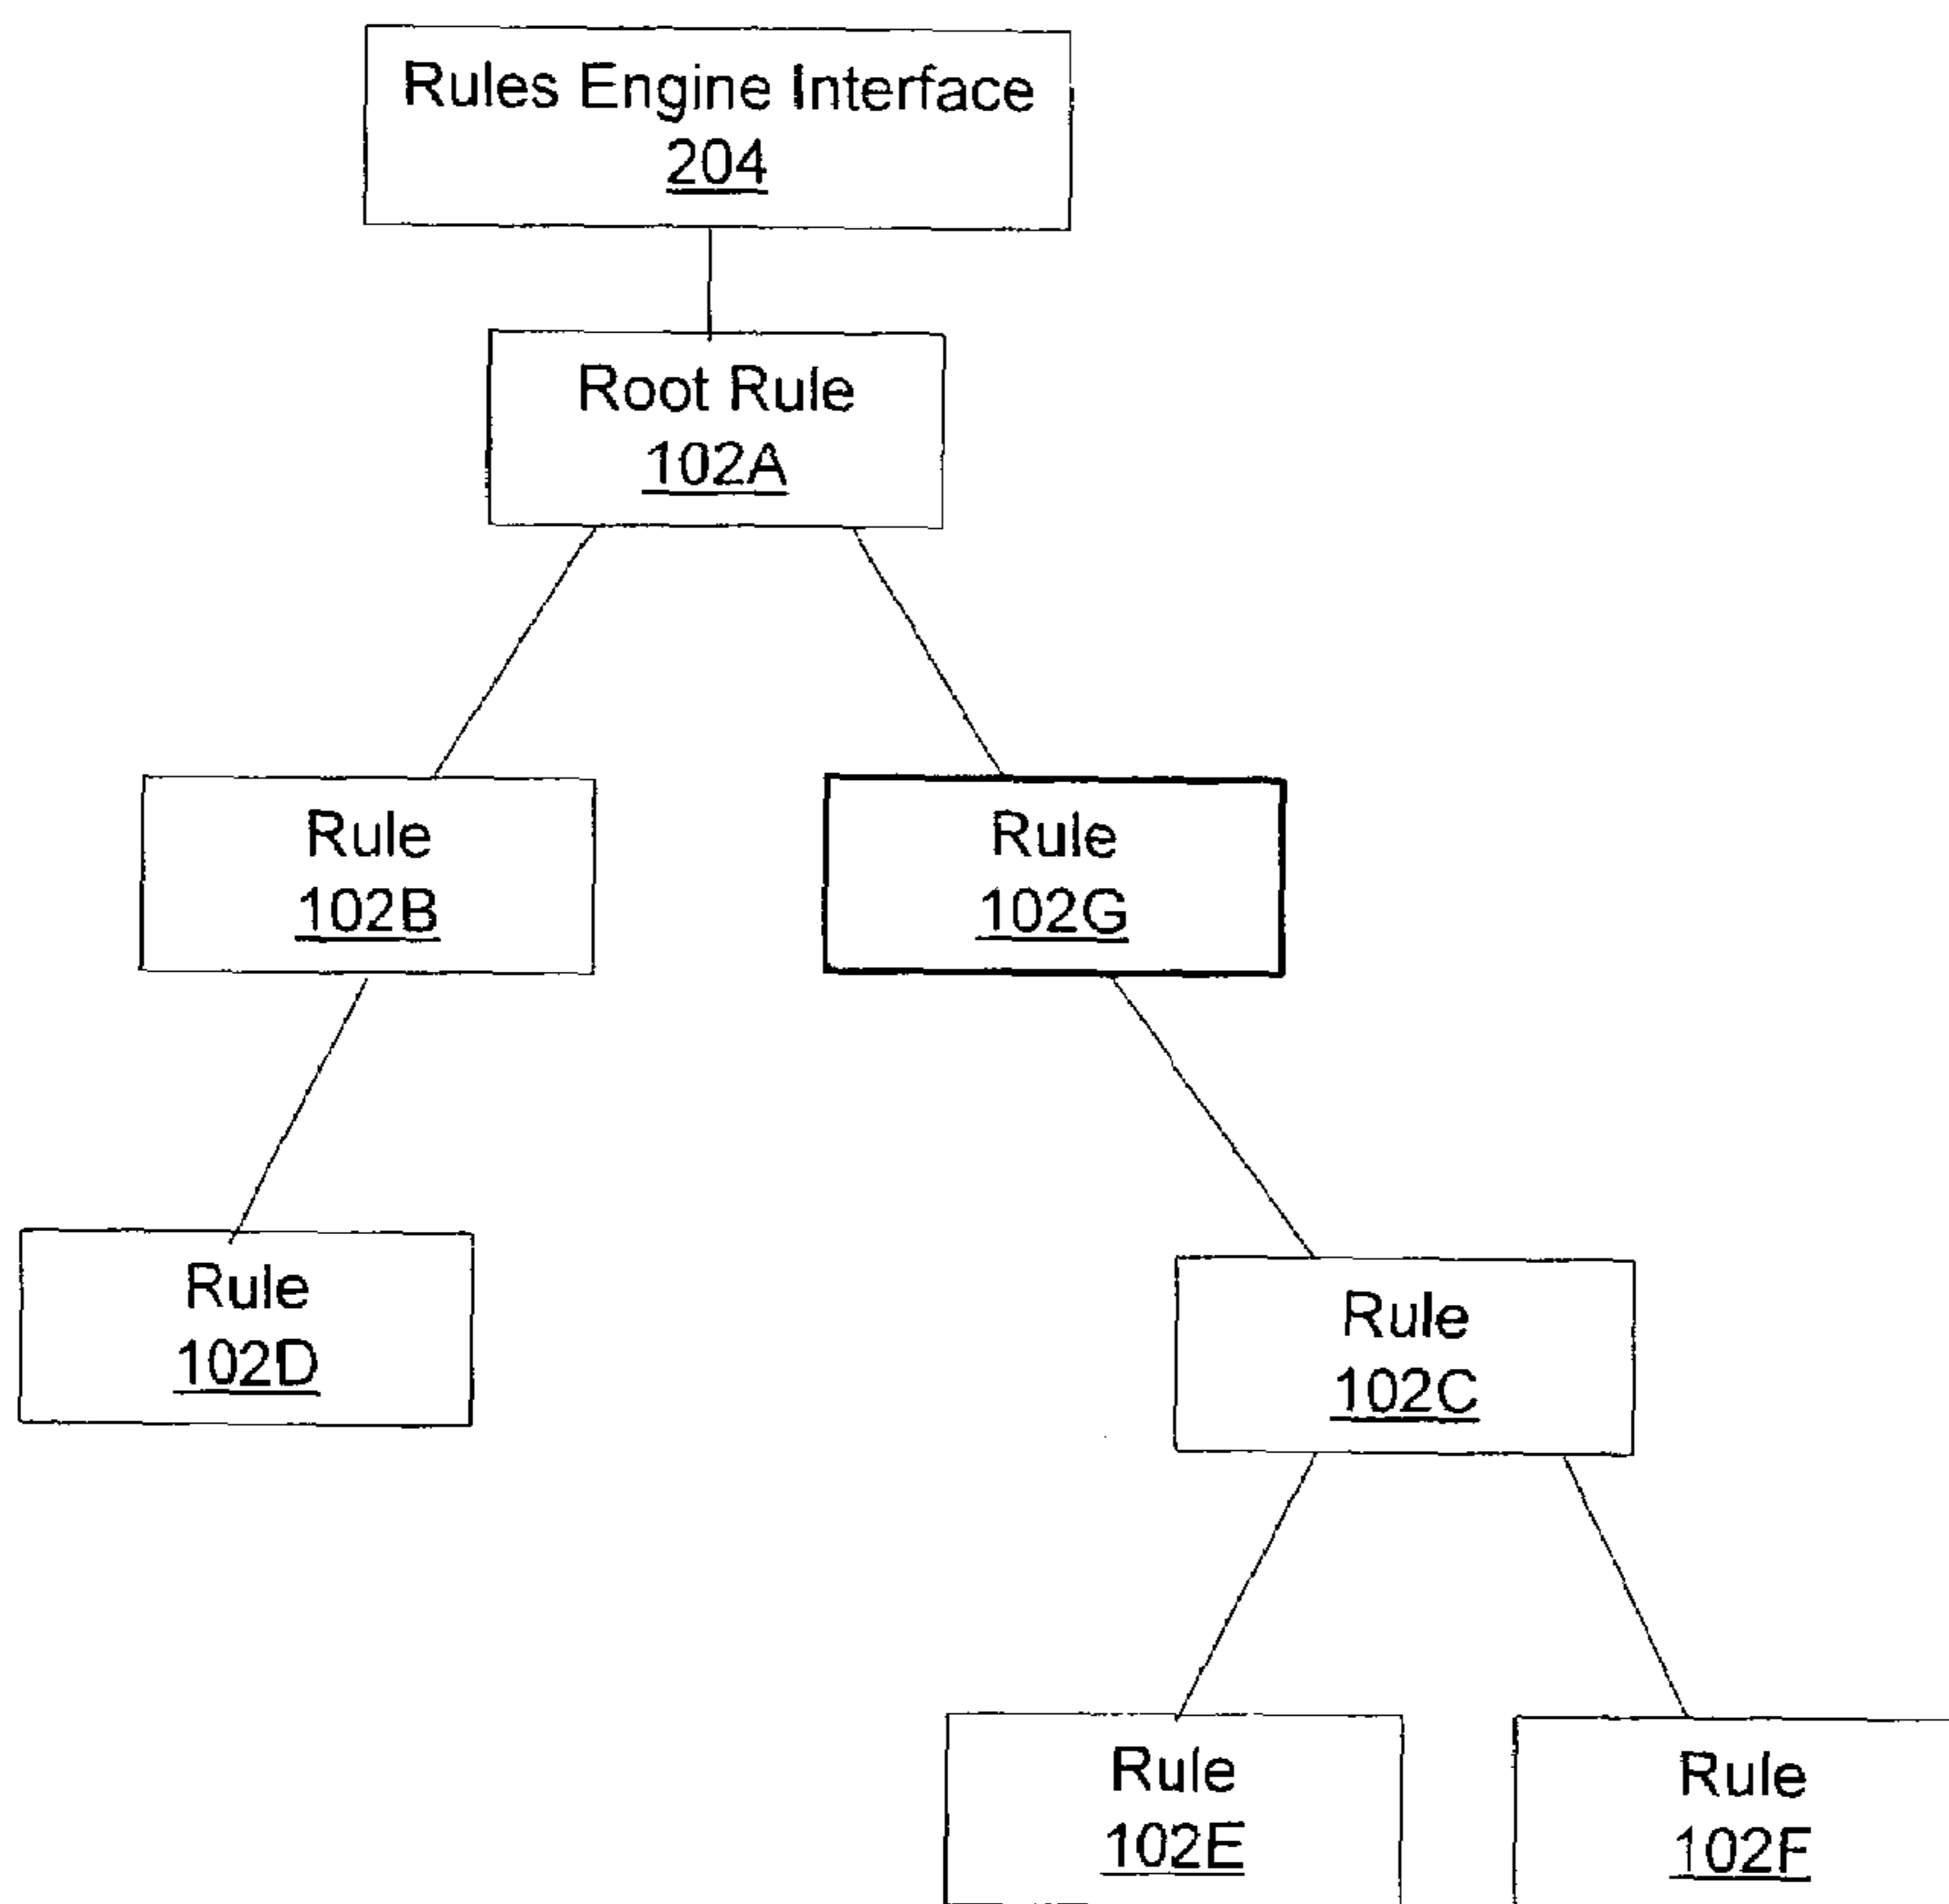 Rules Engine Interface
204
Root Rule
102A
Rule
102B
Rule
102G
Rule
102D
Rule
102C
Rule
102E
Rule
102F